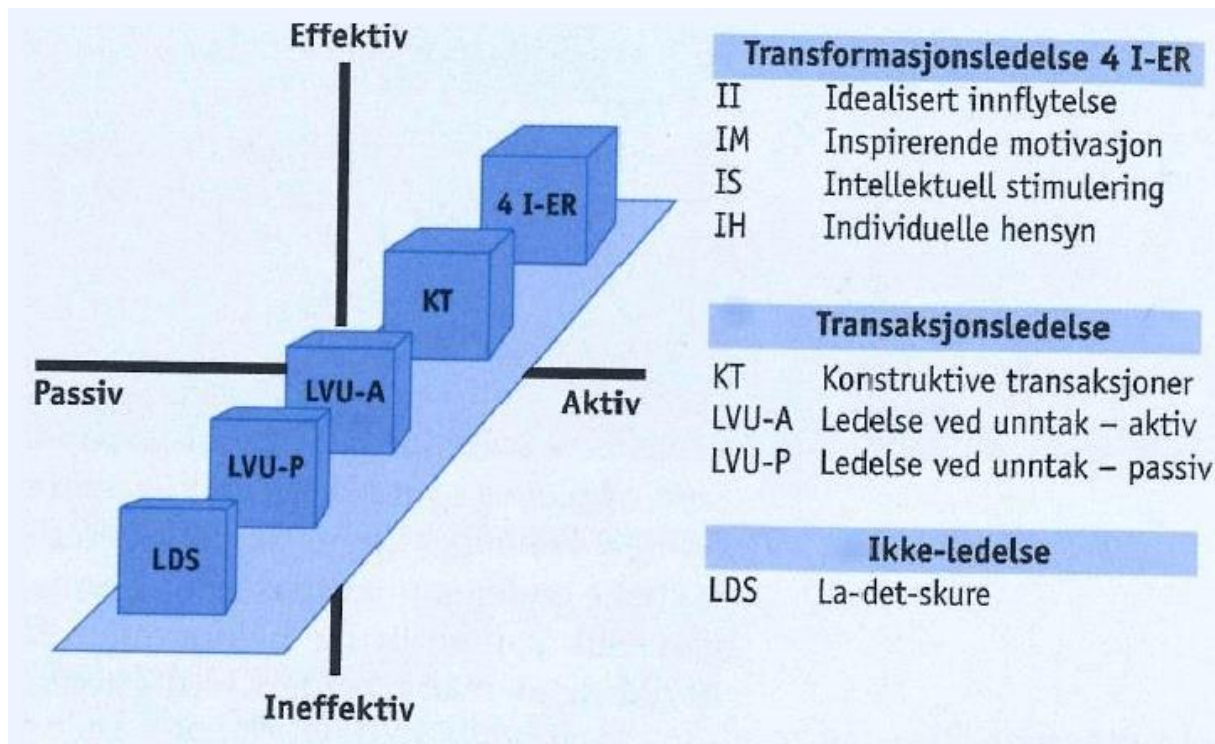 Effektiv
Passiv
Aktiv
Ineffektiv
4 I-ER
KT
LVU-A
LVU-P
LDS
Transformasjonsledelse 4 I-ER
II Idealisert innflytelse
IM Inspirerende motivasjon
IS Intellektuell stimulering
IH Individuelle hensyn
Transaksjonsledelse
KT Konstruktive transaksjoner
LVU-A Ledelse ved unntak – aktiv
LVU-P Ledelse ved unntak – passiv
Ikke-ledelse
LDS La-det-skure